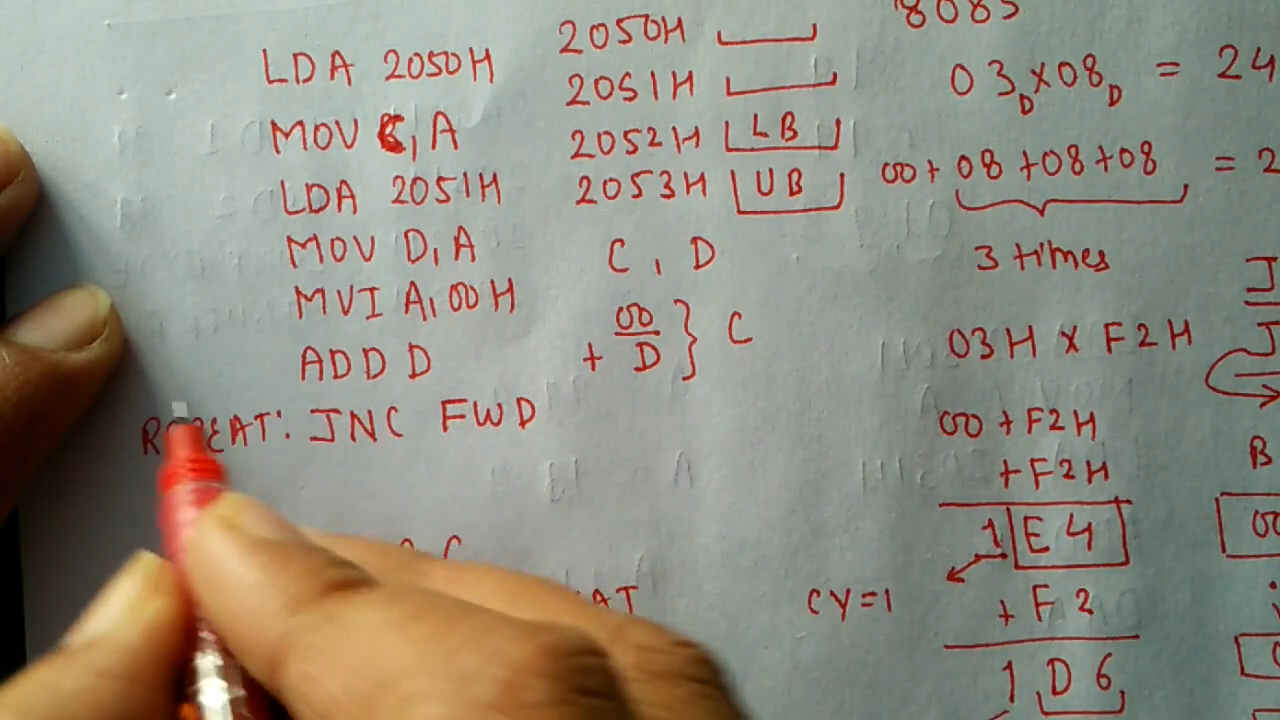 LDA 2050H
MOV C, A
LDA 2051H
MOV D, A
MVI A, 00H
ADD D
REPEAT: JNC FWD
2050H
2051H
2052H LB
2053H UB
C, D
00
+ D } C
8085
03D x 08D = 24
00 + 08 + 08 + 08 = 2
3 times
03H x F2H
00 + F2H
+ F2H
1 E4
CY=1
+ F2
1 D6
J
J
B
00